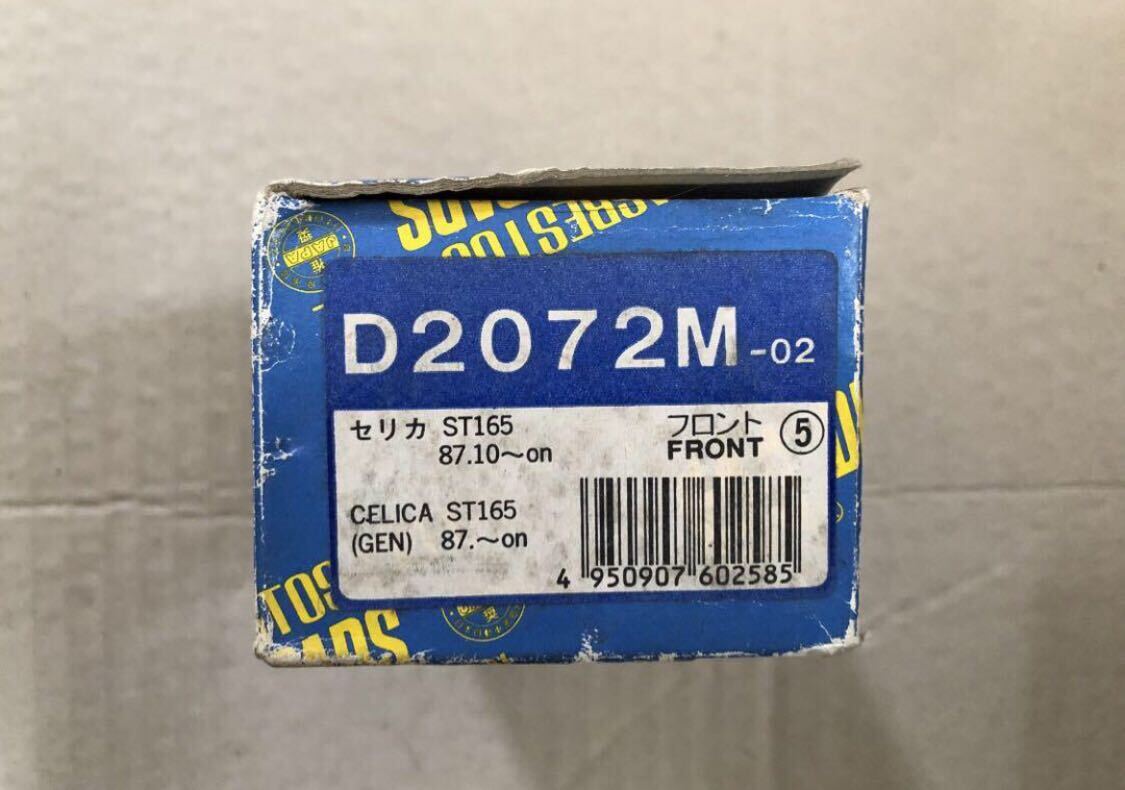 D2072M-02
セリカ ST165
87.10～on
フロント
FRONT ⑤
CELICA ST165
(GEN) 87.～on
4 950907 602585
JAPA